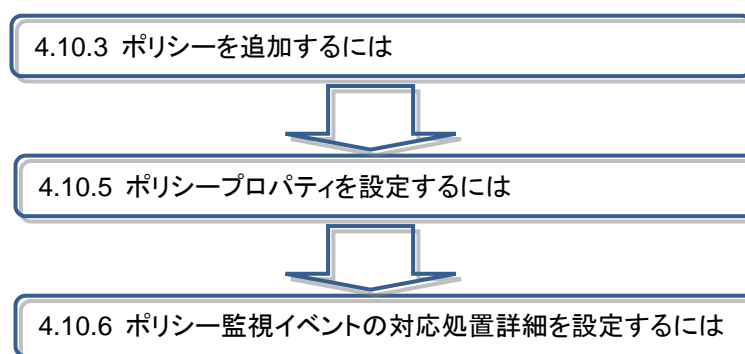 4.10.3 ポリシーを追加するには
4.10.5 ポリシープロパティを設定するには
4.10.6 ポリシー監視イベントの対応処置詳細を設定するには